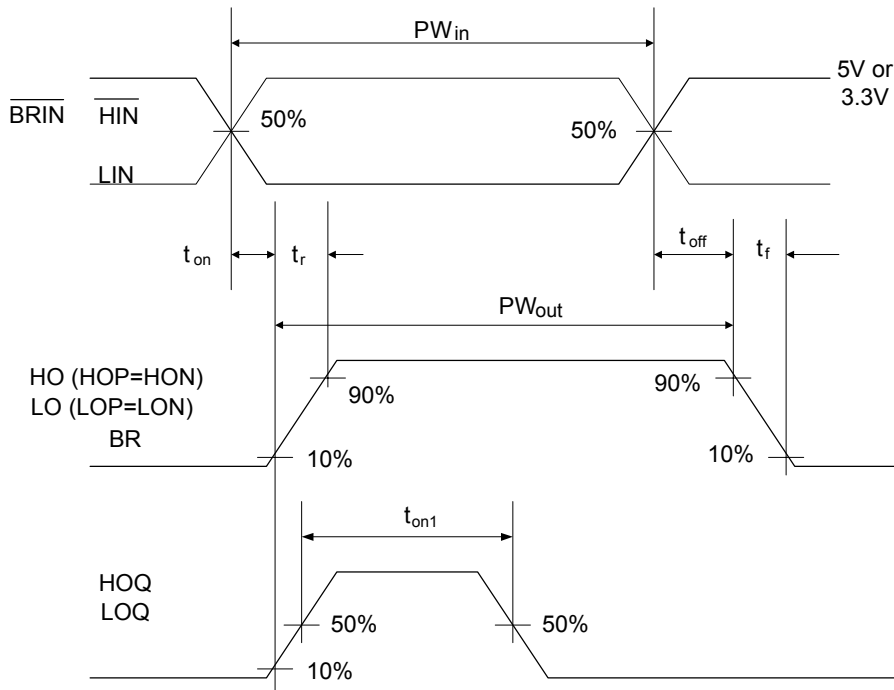 PWin
5V or
3.3V
BRIN HIN
50%
50%
LIN
ton
tr
toff
tf
PWout
HO (HOP=HON)
LO (LOP=LON)
BR
90%
90%
10%
10%
ton1
HOQ
LOQ
50%
50%
10%